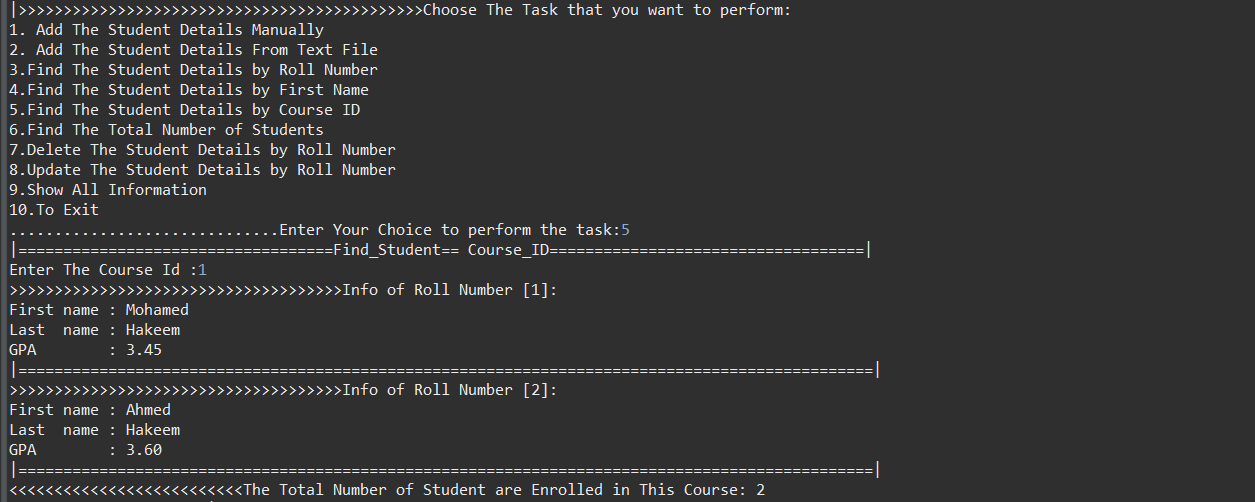 |>>>>>>>>>>>>>>>>>>>>>>>>>>>>>>>>>>>>>>>>>>>>>Choose The Task that you want to perform:
1. Add The Student Details Manually
2. Add The Student Details From Text File
3.Find The Student Details by Roll Number
4.Find The Student Details by First Name
5.Find The Student Details by Course ID
6.Find The Total Number of Students
7.Delete The Student Details by Roll Number
8.Update The Student Details by Roll Number
9.Show All Information
10.To Exit
..............................Enter Your Choice to perform the task:5
|===================================Find_Student== Course_ID===================================|
Enter The Course Id :1
>>>>>>>>>>>>>>>>>>>>>>>>>>>>>>>>>>>>>Info of Roll Number [1]:
First name : Mohamed
Last  name : Hakeem
GPA        : 3.45
|===============================================================================================|
>>>>>>>>>>>>>>>>>>>>>>>>>>>>>>>>>>>>>Info of Roll Number [2]:
First name : Ahmed
Last  name : Hakeem
GPA        : 3.60
|===============================================================================================|
<<<<<<<<<<<<<<<<<<<<<<<<<<The Total Number of Student are Enrolled in This Course: 2